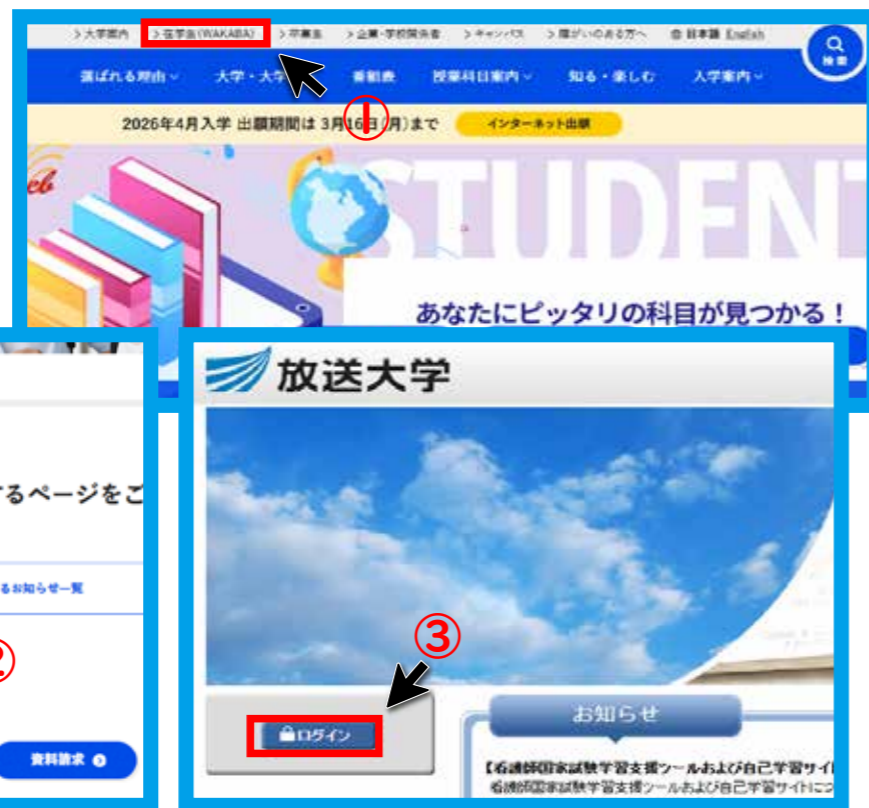 >大学案内 >在学生(WAKABA) >卒業生 >企業・学校関係者 >キャンパス >障がいのある方へ 日本語 English
検索
選ばれる理由 大学・大学 番組表 授業科目案内 知る・楽しむ 入学案内
①
2026年4月入学 出願期間は 3月16日(月)まで インターネット出願
STUDENT
あなたにピッタリの科目が見つかる!
するページをご
るお知らせ一覧
②
資料請求
放送大学
③
ログイン
お知らせ
【看護師国家試験学習支援ツールおよび自己学習サイ
看護師国家試験学習支援ツールおよび自己学習サイトにつ